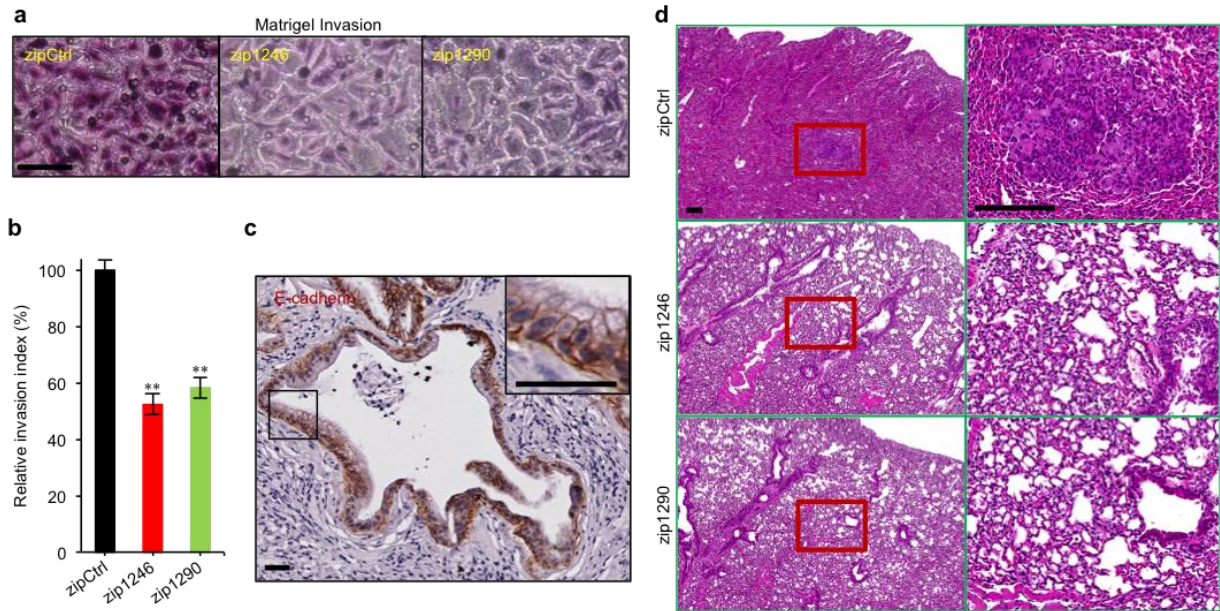 a
Matrigel Invasion
zipCtrl
zip1246
zip1290
b
Relative invasion index (%)
100
80
60
40
20
0
**
**
zipCtrl
zip1246
zip1290
c
E-cadherin
d
zipCtrl
zip1246
zip1290